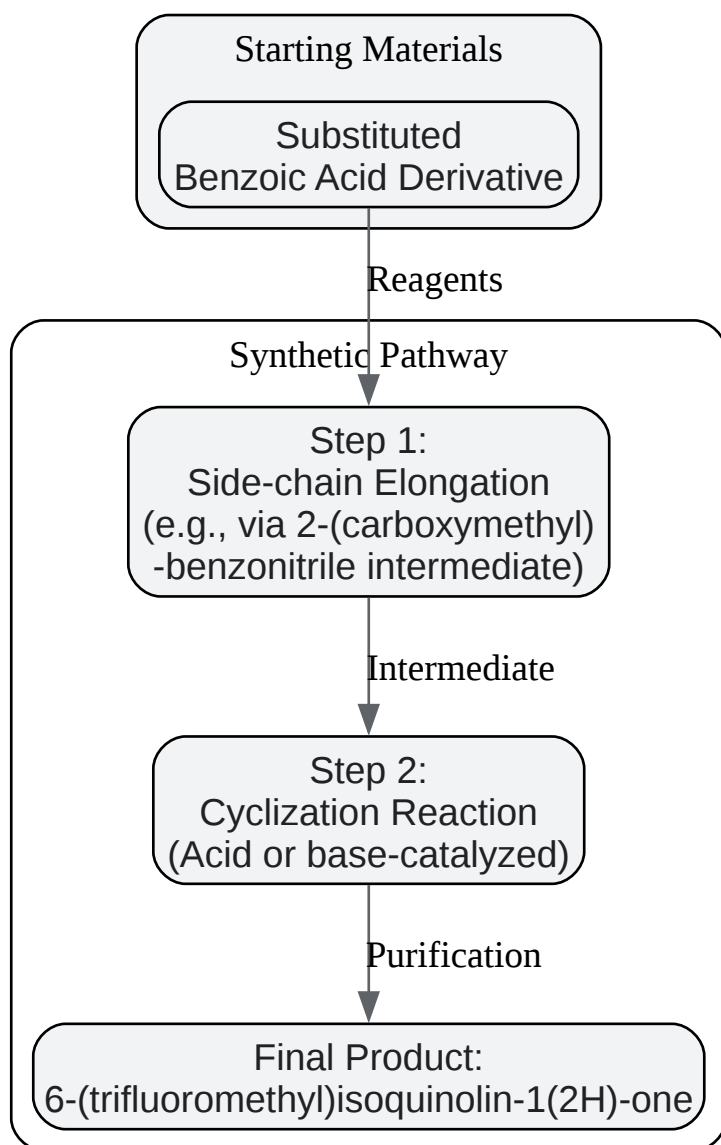 Starting Materials
Substituted
Benzoic Acid Derivative
Reagents
Synthetic Pathway
Step 1:
Side-chain Elongation
(e.g., via 2-(carboxymethyl)
-benzonitrile intermediate)
Intermediate
Step 2:
Cyclization Reaction
(Acid or base-catalyzed)
Purification
Final Product:
6-(trifluoromethyl)isoquinolin-1(2H)-one